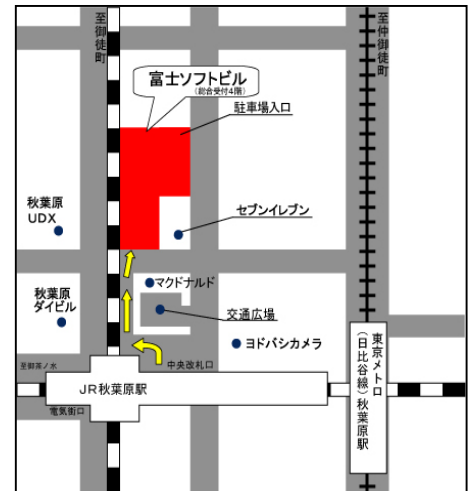 至御徒町
至仲御徒町
富士ソフトビル
(総合受付4階)
駐車場入口
秋葉原
UDX
セブンイレブン
マクドナルド
秋葉原
ダイビル
交通広場
ヨドバシカメラ
至御茶ノ水
中央改札口
JR秋葉原駅
電気街口
東京メトロ
(日比谷線)秋葉原駅